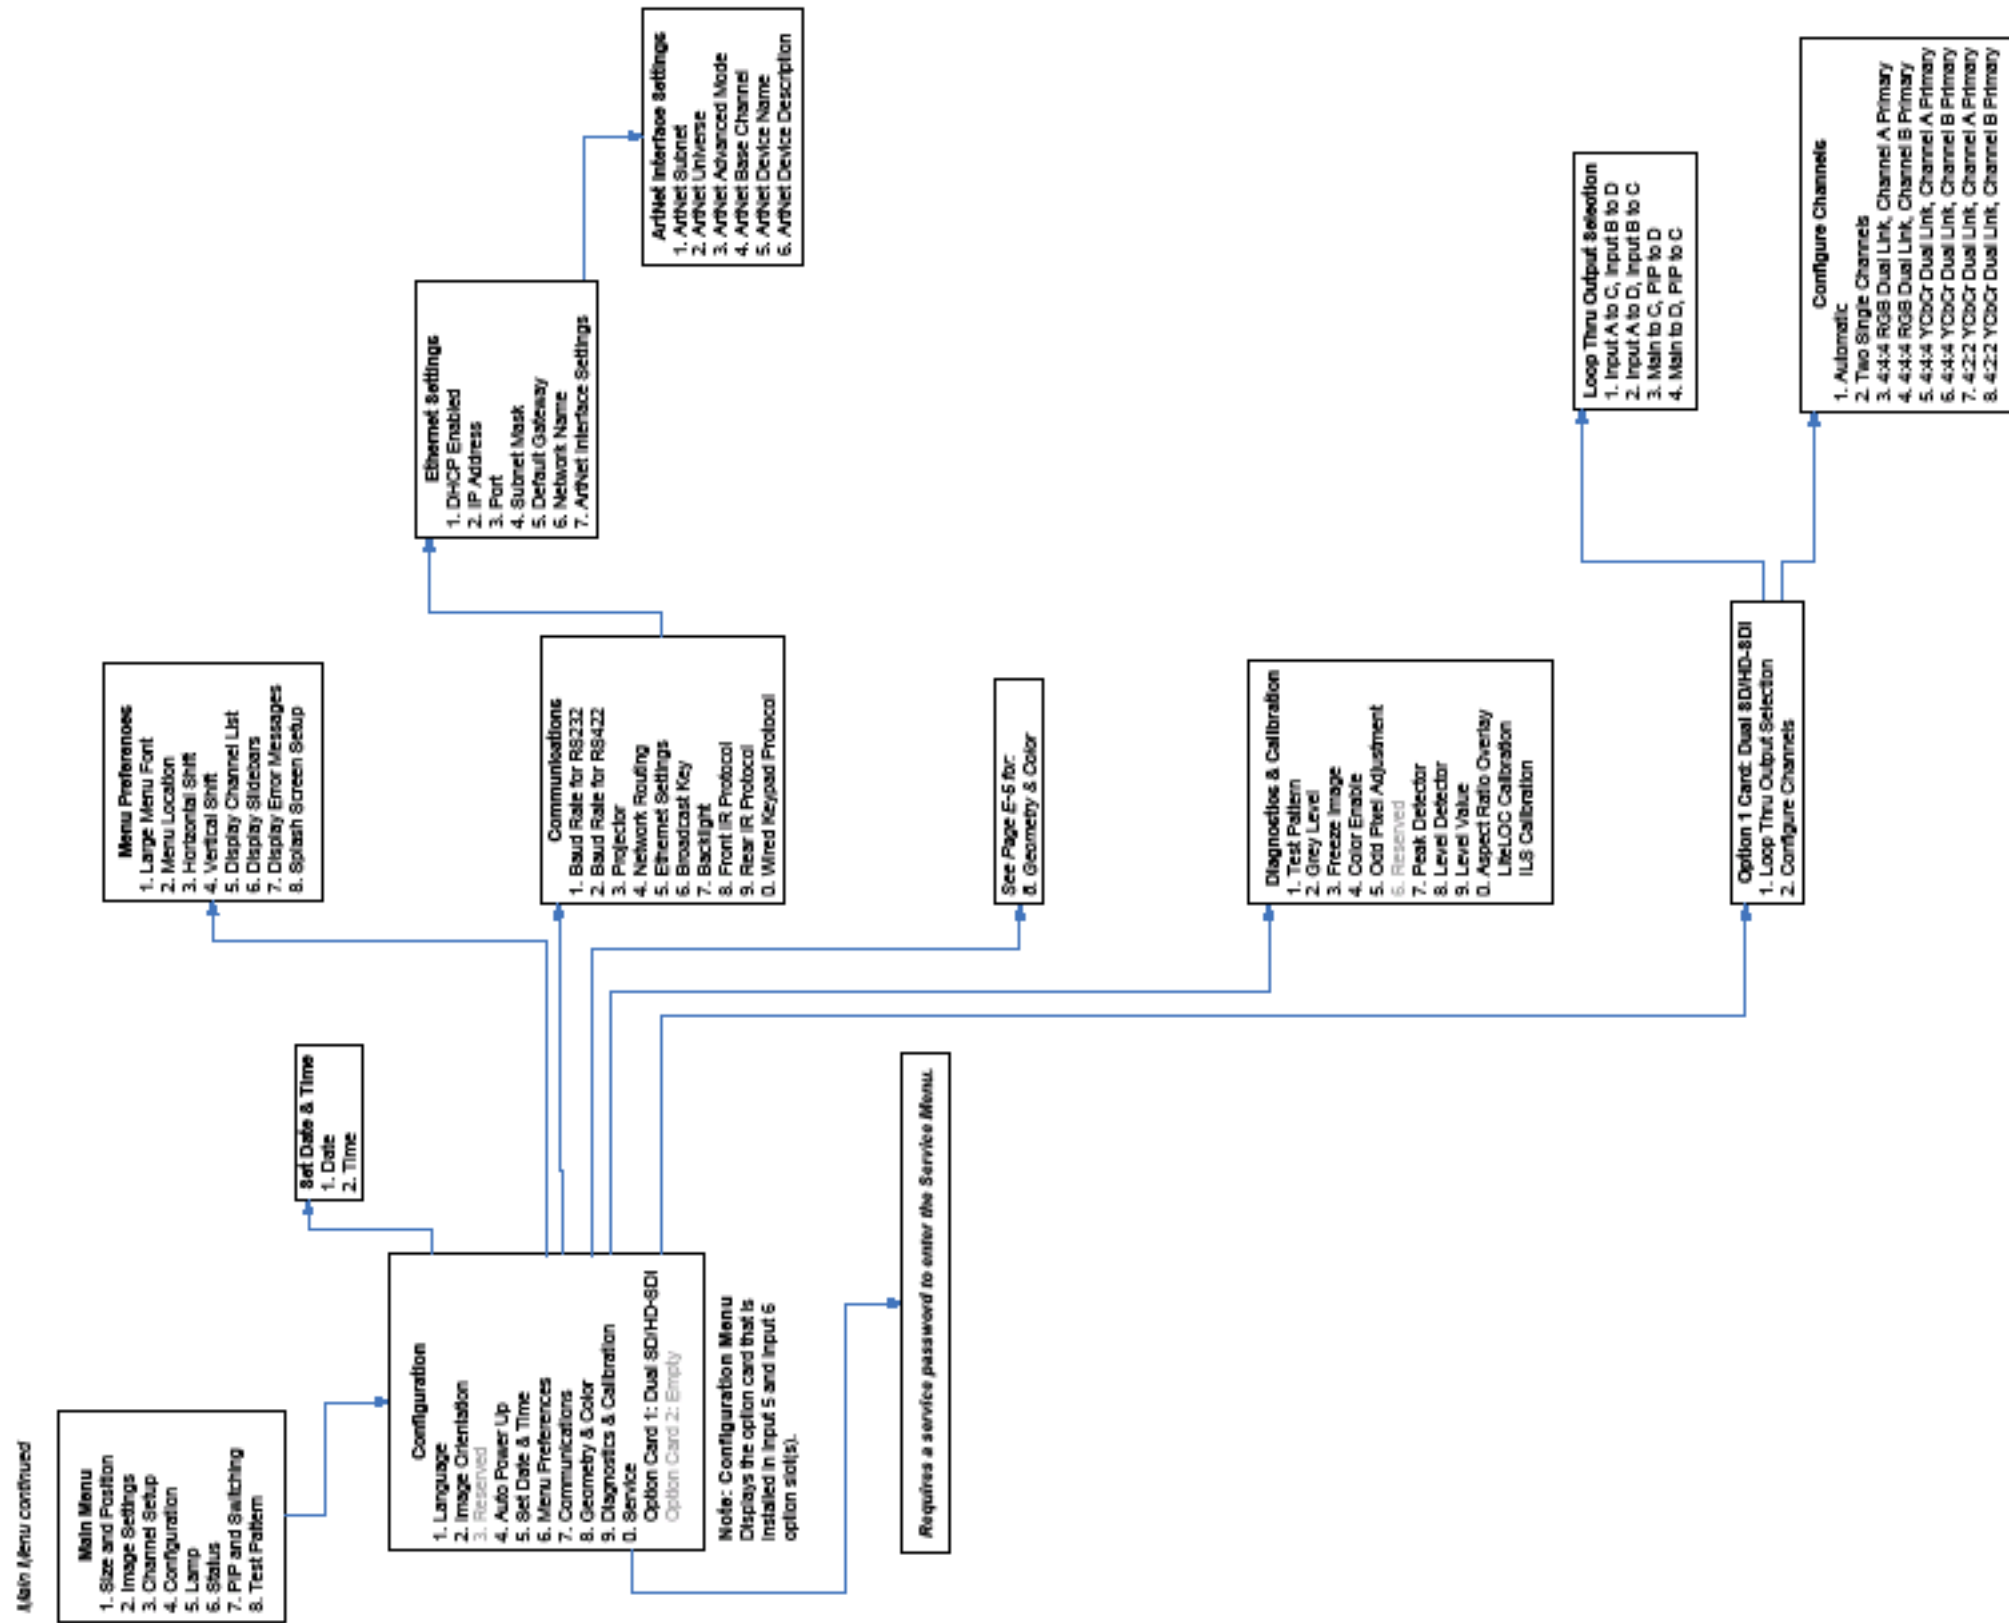 Main Menu continued
Main Menu
1. Size and Position
2. Image Settings
3. Channel Setup
4. Configuration
5. Lamp
6. Status
7. PIP and Switching
8. Test Pattern
Configuration
1. Language
2. Image Orientation
3. Reserved
4. Auto Power Up
5. Set Date & Time
6. Menu Preferences
7. Communications
8. Geometry & Color
9. Diagnostics & Calibration
0. Service
Option Card 1: Dual SD/HD-SDI
Option Card 2: Empty
Note: Configuration Menu
Displays the option card that is
installed in Input 5 and Input 6
option slot(s).
Set Date & Time
1. Date
2. Time
Requires a service password to enter the Service Menu.
Menu Preferences
1. Large Menu Font
2. Menu Location
3. Horizontal Shift
4. Vertical Shift
5. Display Channel List
6. Display Slidebars
7. Display Error Messages
8. Splash Screen Setup
Communications
1. Baud Rate for RS232
2. Baud Rate for RS422
3. Projector
4. Network Routing
5. Ethernet Settings
6. Broadcast Key
7. Backlight
8. Front IR Protocol
9. Rear IR Protocol
0. Wired Keypad Protocol
See Page E-5 for:
8. Geometry & Color
Diagnostics & Calibration
1. Test Pattern
2. Grey Level
3. Freeze Image
4. Color Enable
5. Odd Pixel Adjustment
6. Reserved
7. Peak Detector
8. Level Detector
9. Level Value
0. Aspect Ratio Overlay
LiteLOC Calibration
ILS Calibration
Option 1 Card: Dual SD/HD-SDI
1. Loop Thru Output Selection
2. Configure Channels
Ethernet Settings
1. DHCP Enabled
2. IP Address
3. Port
4. Subnet Mask
5. Default Gateway
6. Network Name
7. ArtNet Interface Settings
ArtNet Interface Settings
1. ArtNet Subnet
2. ArtNet Universe
3. ArtNet Advanced Mode
4. ArtNet Base Channel
5. ArtNet Device Name
6. ArtNet Device Description
Loop Thru Output Selection
1. Input A to C, Input B to D
2. Input A to D, Input B to C
3. Main to C, PIP to D
4. Main to D, PIP to C
Configure Channels
1. Automatic
2. Two Single Channels
3. 4:4:4 RGB Dual Link, Channel A Primary
4. 4:4:4 RGB Dual Link, Channel B Primary
5. 4:4:4 YCbCr Dual Link, Channel A Primary
6. 4:4:4 YCbCr Dual Link, Channel B Primary
7. 4:2:2 YCbCr Dual Link, Channel A Primary
8. 4:2:2 YCbCr Dual Link, Channel B Primary